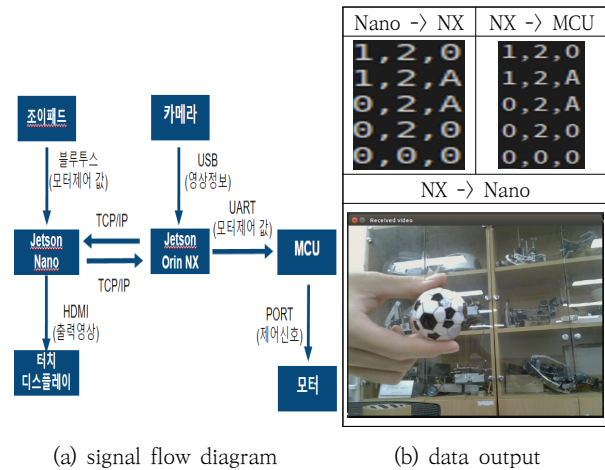 조이패드
카메라
블루투스
(모터제어 값)
USB
(영상정보)
TCP/IP
UART
(모터제어 값)
Jetson
Nano
Jetson
Orin NX
MCU
TCP/IP
HDMI
(출력영상)
PORT
(제어신호)
터치
디스플레이
모터
(a) signal flow diagram
Nano -> NX
NX -> MCU
1,2,0
1,2,A
0,2,A
0,2,0
0,0,0
1,2,0
1,2,A
0,2,A
0,2,0
0,0,0
NX -> Nano
Received video
(b) data output